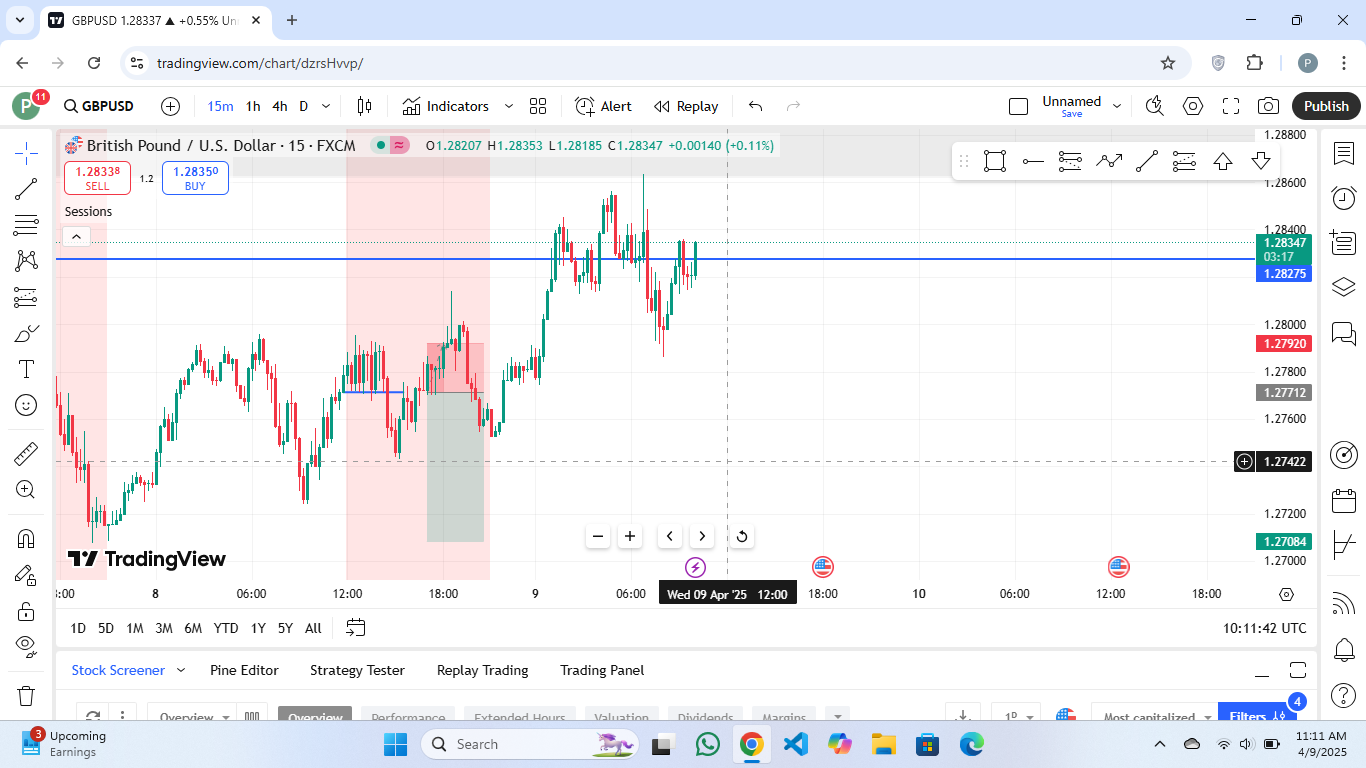 GBPUSD 1.28337 ▲ +0.55% Un
tradingview.com/chart/dzrsHvvp/
P
P
11
GBPUSD
15m 1h 4h D
Indicators
Alert
Replay
Unnamed
Save
Publish
British Pound / U.S. Dollar · 15 · FXCM
O1.28207 H1.28353 L1.28185 C1.28347 +0.00140 (+0.11%)
1.28338
SELL
1.2
1.28350
BUY
Sessions
1.28800
1.28600
1.28400
1.28347
03:17
1.28275
1.28000
1.27920
1.27800
1.27712
1.27600
1.27422
1.27200
1.27084
1.27000
TradingView
3:00 8 06:00 12:00 18:00 9 06:00 Wed 09 Apr '25 12:00 18:00 10 06:00 12:00 18:00
1D 5D 1M 3M 6M YTD 1Y 5Y All
10:11:42 UTC
Stock Screener Pine Editor Strategy Tester Replay Trading Trading Panel
Overview Overview Performance Extended Hours Valuation Dividends Margins
1D
Most capitalized
Filters
4
3
Upcoming
Earnings
Search
11:11 AM
4/9/2025